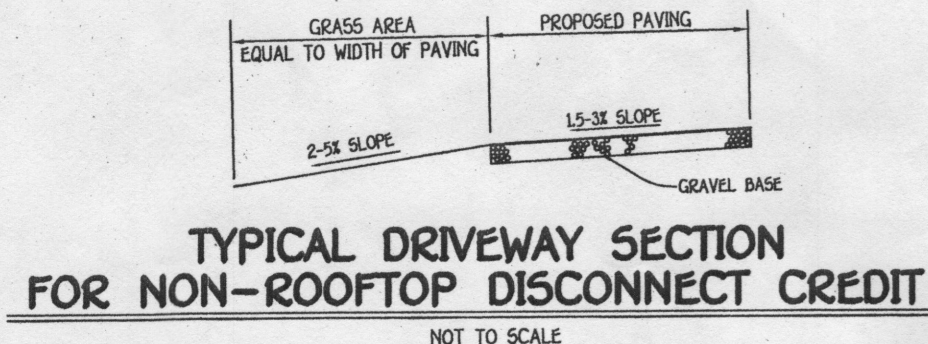 GRASS AREA
EQUAL TO WIDTH OF PAVING
PROPOSED PAVING
2-5% SLOPE
1.5-3% SLOPE
GRAVEL BASE
TYPICAL DRIVEWAY SECTION
FOR NON-ROOFTOP DISCONNECT CREDIT
NOT TO SCALE